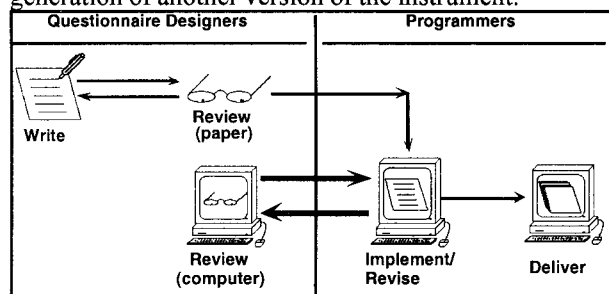 generation of another version of the instrument.
Questionnaire Designers
Programmers
Write
Review
(paper)
Review
(computer)
Implement/
Revise
Deliver